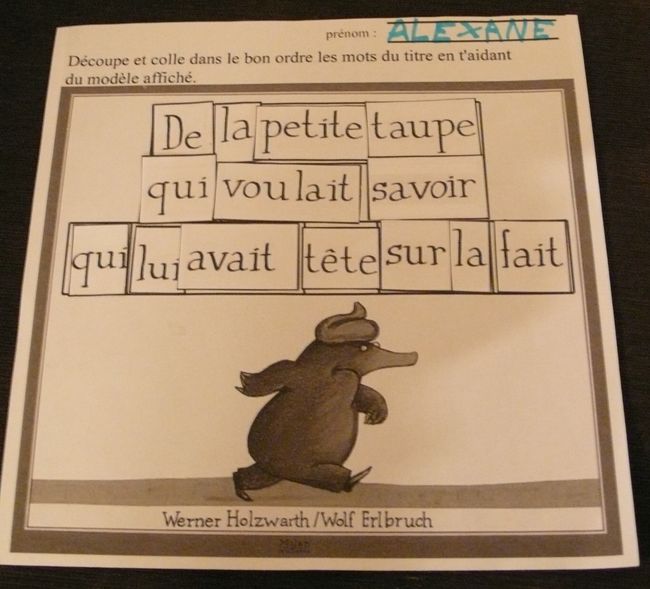 prénom : ALEXANE
Découpe et colle dans le bon ordre les mots du titre en t'aidant
du modèle affiché.
De la petite taupe
qui voulait savoir
qui lui avait tête sur la fait
Werner Holzwarth/Wolf Erlbruch